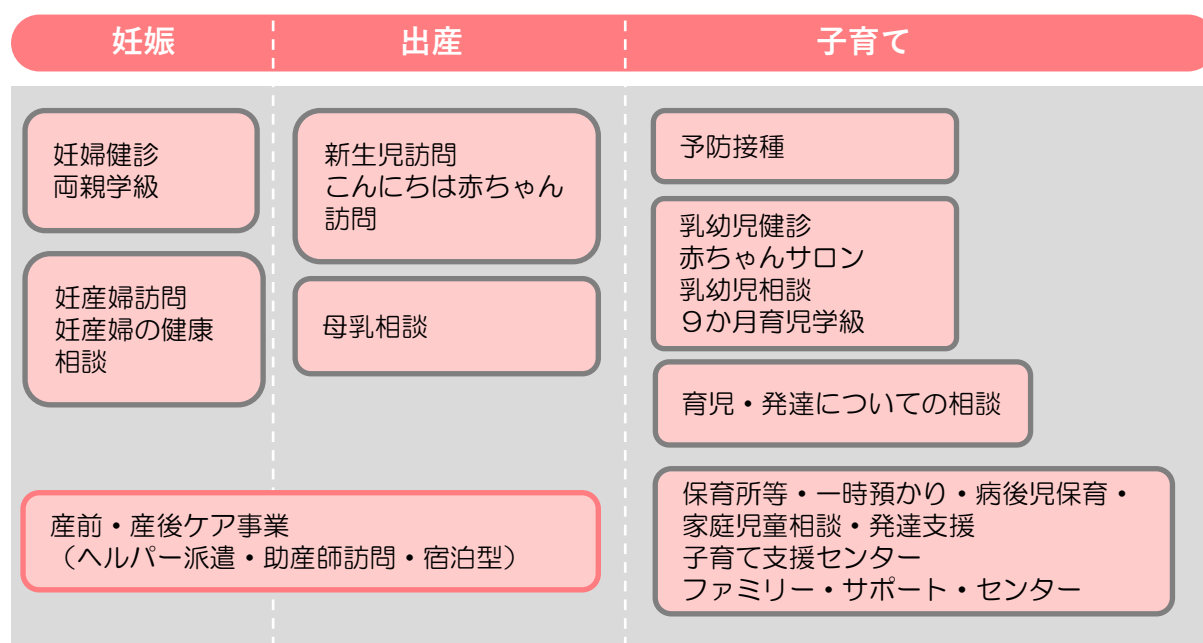 妊娠
出産
子育て
妊婦健診
両親学級
妊産婦訪問
妊産婦の健康
相談
新生児訪問
こんにちは赤ちゃん
訪問
母乳相談
産前・産後ケア事業
（ヘルパー派遣・助産師訪問・宿泊型）
予防接種
乳幼児健診
赤ちゃんサロン
乳幼児相談
９か月育児学級
育児・発達についての相談
保育所等・一時預かり・病後児保育・
家庭児童相談・発達支援
子育て支援センター
ファミリー・サポート・センター